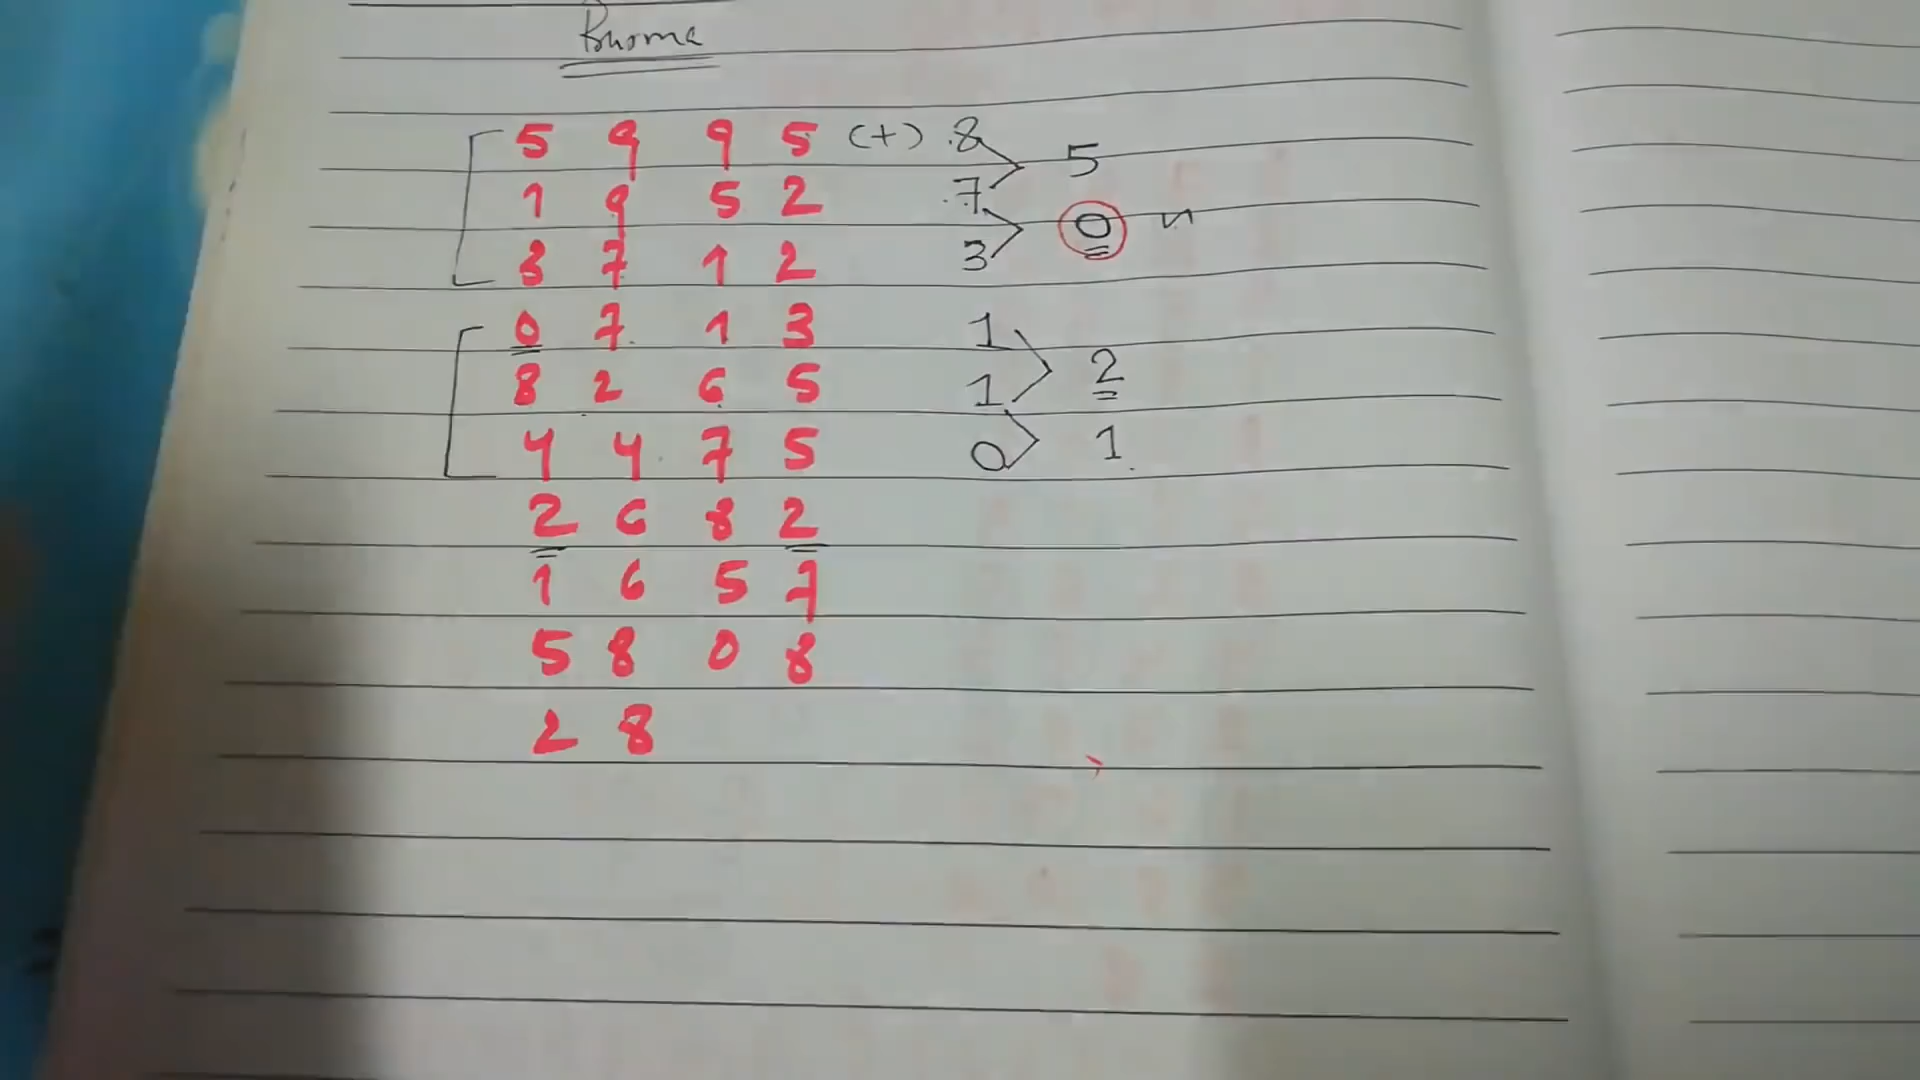 5 9 9 5 (+) 8
5
1 9 5 2 7
0
3 7 1 2 3
0 7 1 3 1
2
8 2 6 5 1
4 4 7 5 0 1
2 6 8 2
1 6 5 7
5 8 0 8
2 8